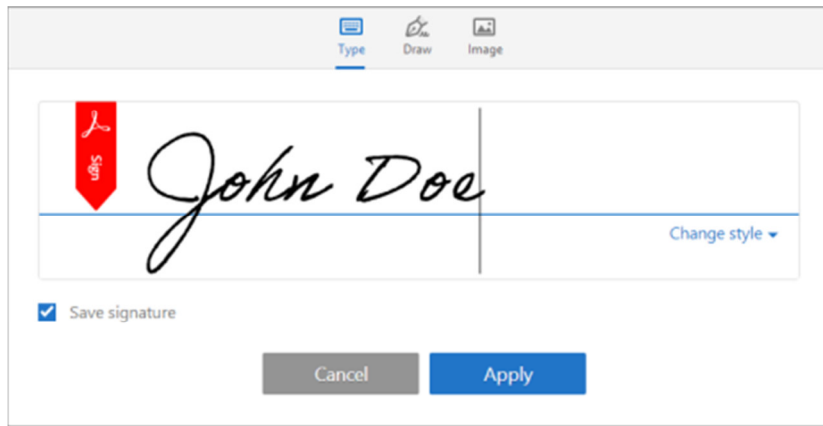 Type Draw Image
Sign
John Doe
Change style
Save signature
Cancel Apply